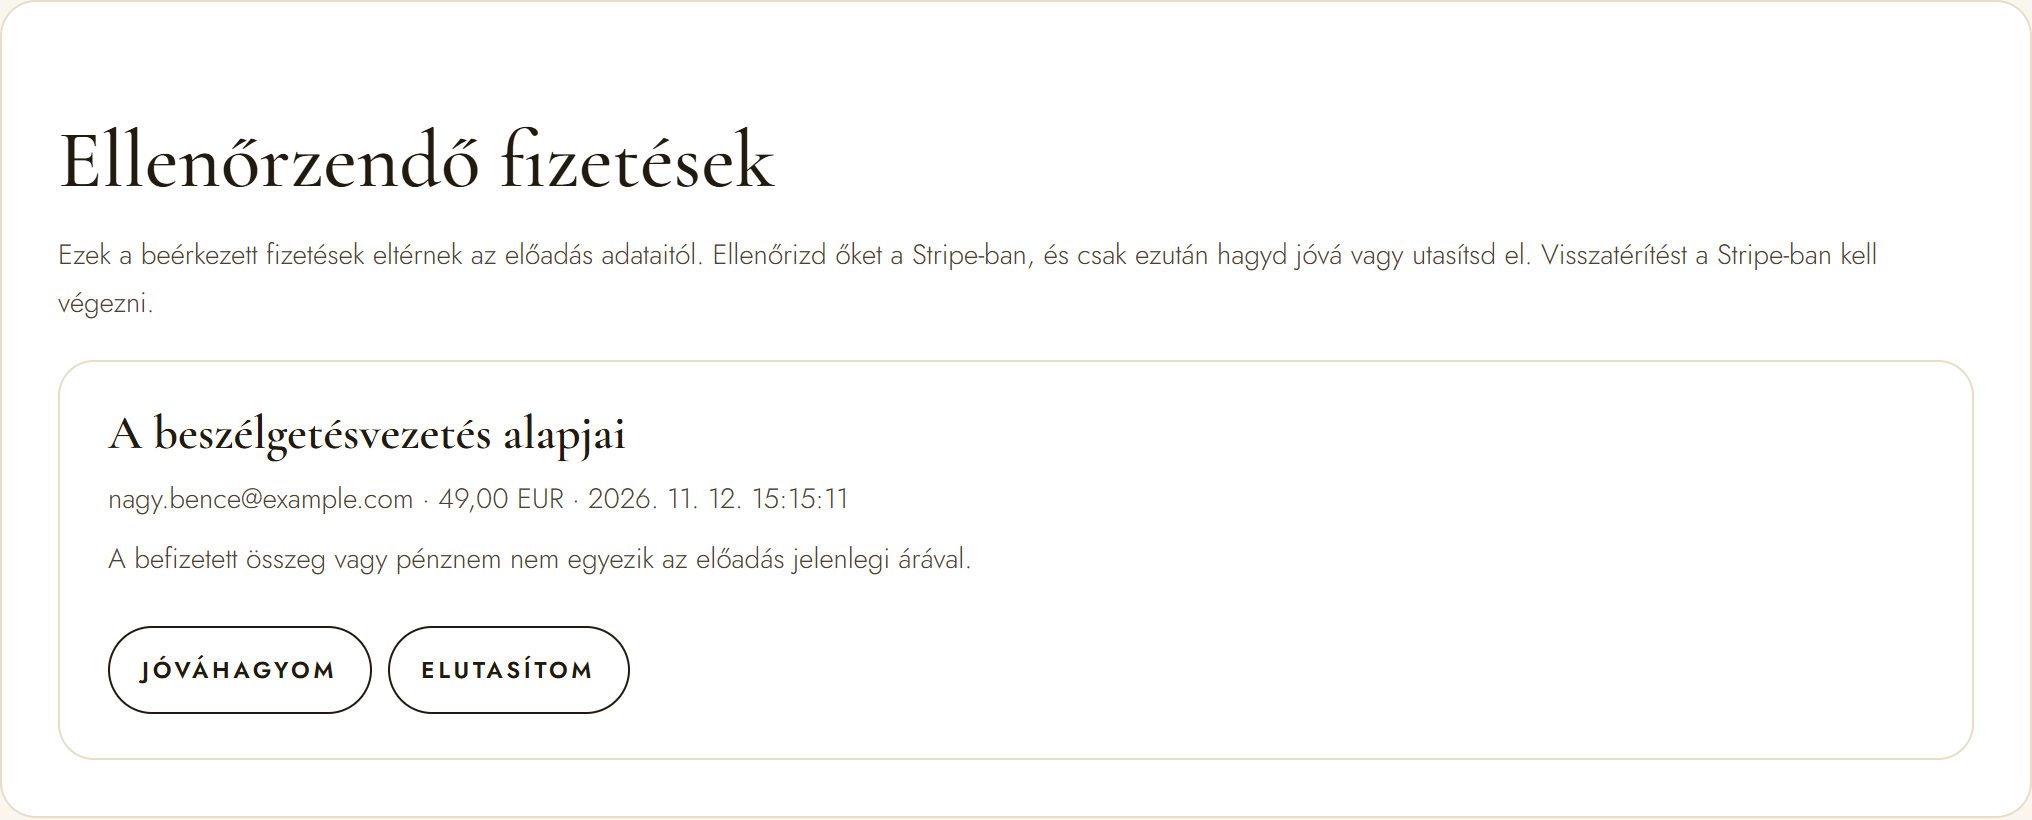 Ellenőrzendő fizetések
Ezek a beérkezett fizetések eltérnek az előadás adataitól. Ellenőrizd őket a Stripe-ban, és csak ezután hagyd jóvá vagy utasítsd el. Visszatérítést a Stripe-ban kell
végezni.
A beszélgetésvezetés alapjai
nagy.bence@example.com · 49,00 EUR · 2026. 11. 12. 15:15:11
A befizetett összeg vagy pénznem nem egyezik az előadás jelenlegi árával.
JÓVÁHAGYOM ELUTASÍTOM